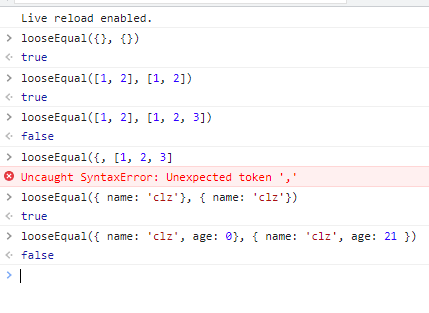 Live reload enabled.
> looseEqual({}, {})
<· true
> looseEqual([1, 2], [1, 2])
<· true
> looseEqual([1, 2], [1, 2, 3])
<· false
> looseEqual({, [1, 2, 3]
Uncaught SyntaxError: Unexpected token ','
> looseEqual({ name: 'clz'}, { name: 'clz'})
<· true
> looseEqual({ name: 'clz', age: 0}, { name: 'clz', age: 21 })
<· false
>